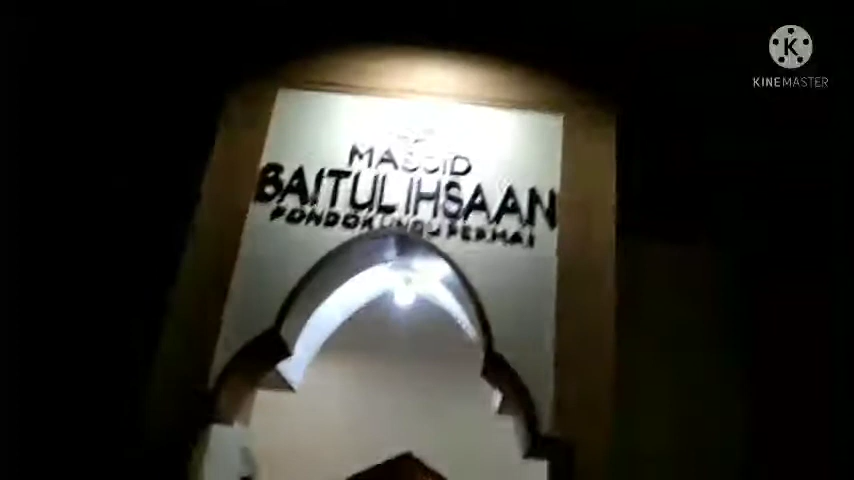 MASJID
BAITUL IHSAAN
PONDOK UNGU PERMAI
K
KINEMASTER